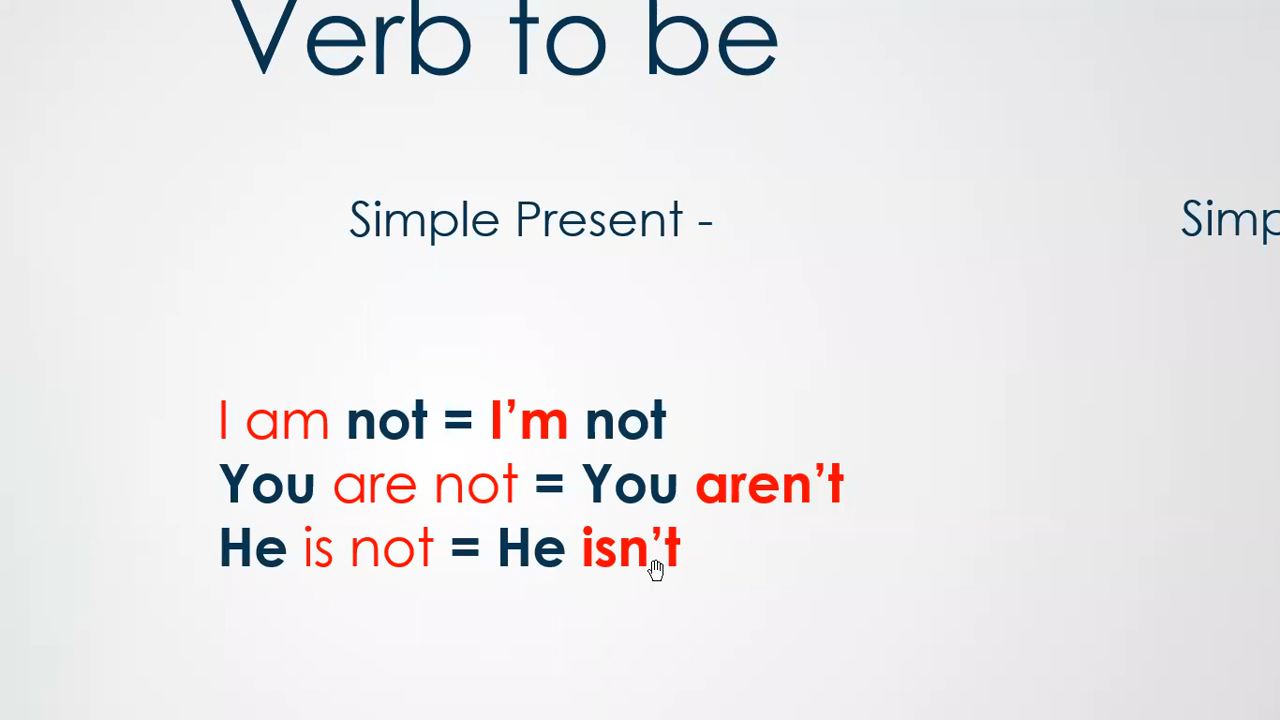 Verb to be
Simple Present -
I am not = I'm not
You are not = You aren't
He is not = He isn't